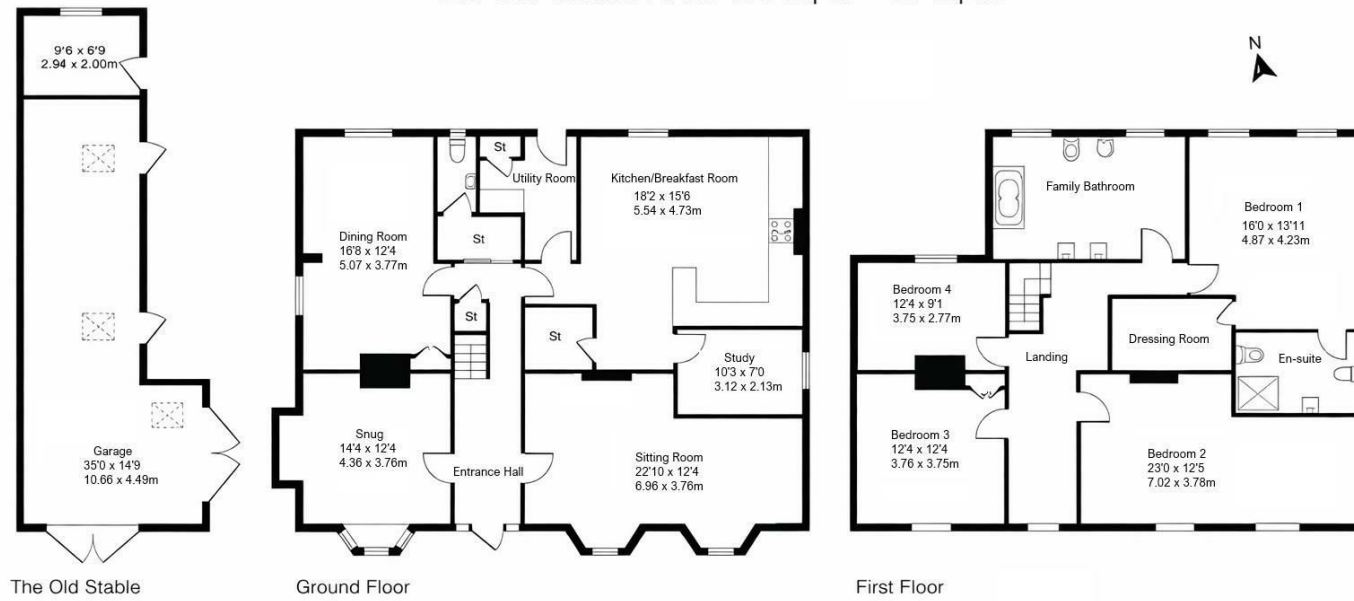 9'6 x 6'9
2.94 x 2.00m
Garage
35'0 x 14'9
10.66 x 4.49m
The Old Stable
Dining Room
16'8 x 12'4
5.07 x 3.77m
St
Utility Room
St
St
Kitchen/Breakfast Room
18'2 x 15'6
5.54 x 4.73m
St
Study
10'3 x 7'0
3.12 x 2.13m
Snug
14'4 x 12'4
4.36 x 3.76m
Entrance Hall
Sitting Room
22'10 x 12'4
6.96 x 3.76m
Ground Floor
N
Family Bathroom
Bedroom 1
16'0 x 13'11
4.87 x 4.23m
Bedroom 4
12'4 x 9'1
3.75 x 2.77m
Dressing Room
Landing
En-suite
Bedroom 3
12'4 x 12'4
3.76 x 3.75m
Bedroom 2
23'0 x 12'5
7.02 x 3.78m
First Floor